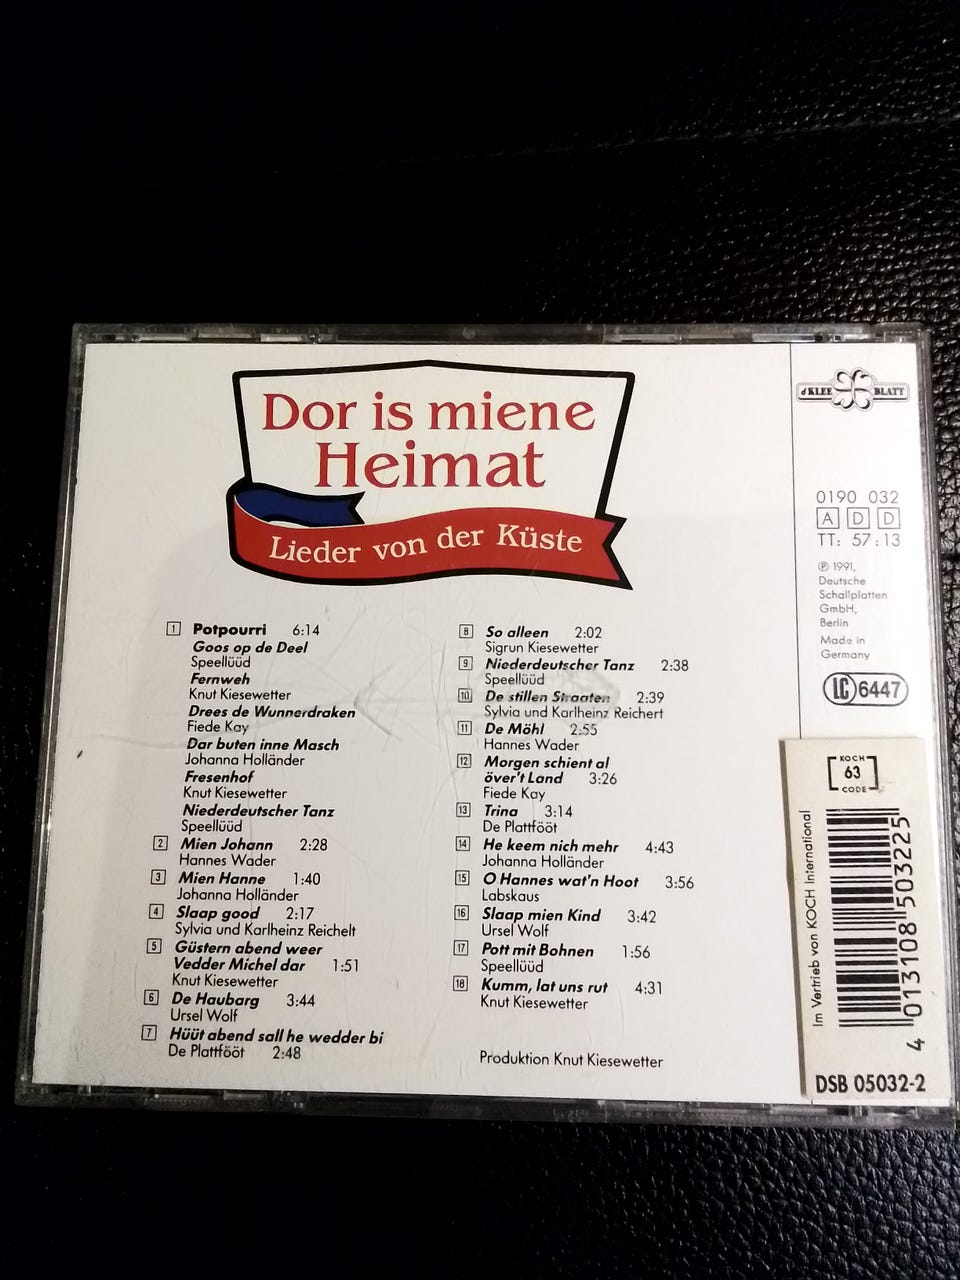 Dor is miene
Heimat
Lieder von der Küste
1 Potpourri 6:14
Goos op de Deel
Speellüüd
Fernweh
Knut Kiesewetter
Drees de Wunnerdraken
Fiede Kay
Dar buten inne Masch
Johanna Holländer
Fresenhof
Knut Kiesewetter
Niederdeutscher Tanz
Speellüüd
2 Mien Johann 2:28
Hannes Wader
3 Mien Hanne 1:40
Johanna Holländer
4 Slaap good 2:17
Sylvia und Karlheinz Reichelt
5 Güstern abend weer
Vedder Michel dar 1:51
Knut Kiesewetter
6 De Haubarg 3:44
Ursel Wolf
7 Hüüt abend sall he wedder bi
De Plattfööt 2:48
8 So alleen 2:02
Sigrun Kiesewetter
9 Niederdeutscher Tanz 2:38
Speellüüd
10 De stillen Straaten 2:39
Sylvia und Karlheinz Reichert
11 De Möhl 2:55
Hannes Wader
12 Morgen schient al
över't Land 3:26
Fiede Kay
13 Trina 3:14
De Plattfööt
14 He keem nich mehr 4:43
Johanna Holländer
15 O Hannes wat'n Hoot 3:56
Labskaus
16 Slaap mien Kind 3:42
Ursel Wolf
17 Pott mit Bohnen 1:56
Speellüüd
18 Kumm, lat uns rut 4:31
Knut Kiesewetter
Produktion Knut Kiesewetter
d'KLEE BLATT
0190 032
A D D
TT: 57:13
℗ 1991,
Deutsche
Schallplatten
GmbH,
Berlin
Made in
Germany
LC 6447
KOCH
63
CODE
Im Vertrieb von KOCH International
4 013108 503225
DSB 05032-2